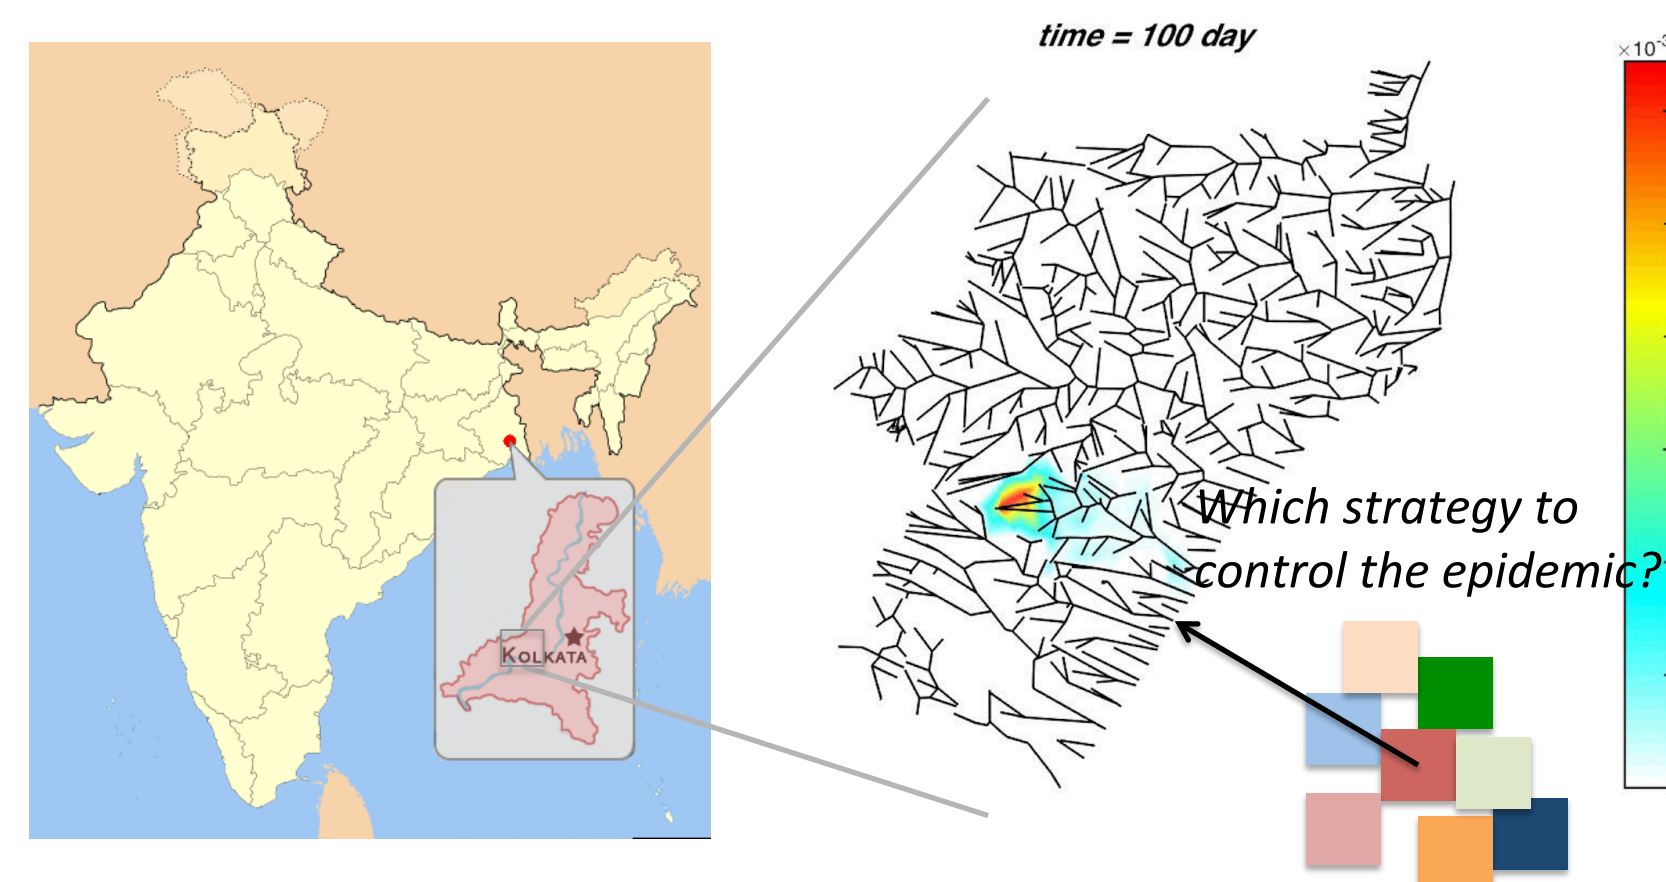 time = 100 day
×10⁻³
KOLKATA
Which strategy to
control the epidemic?